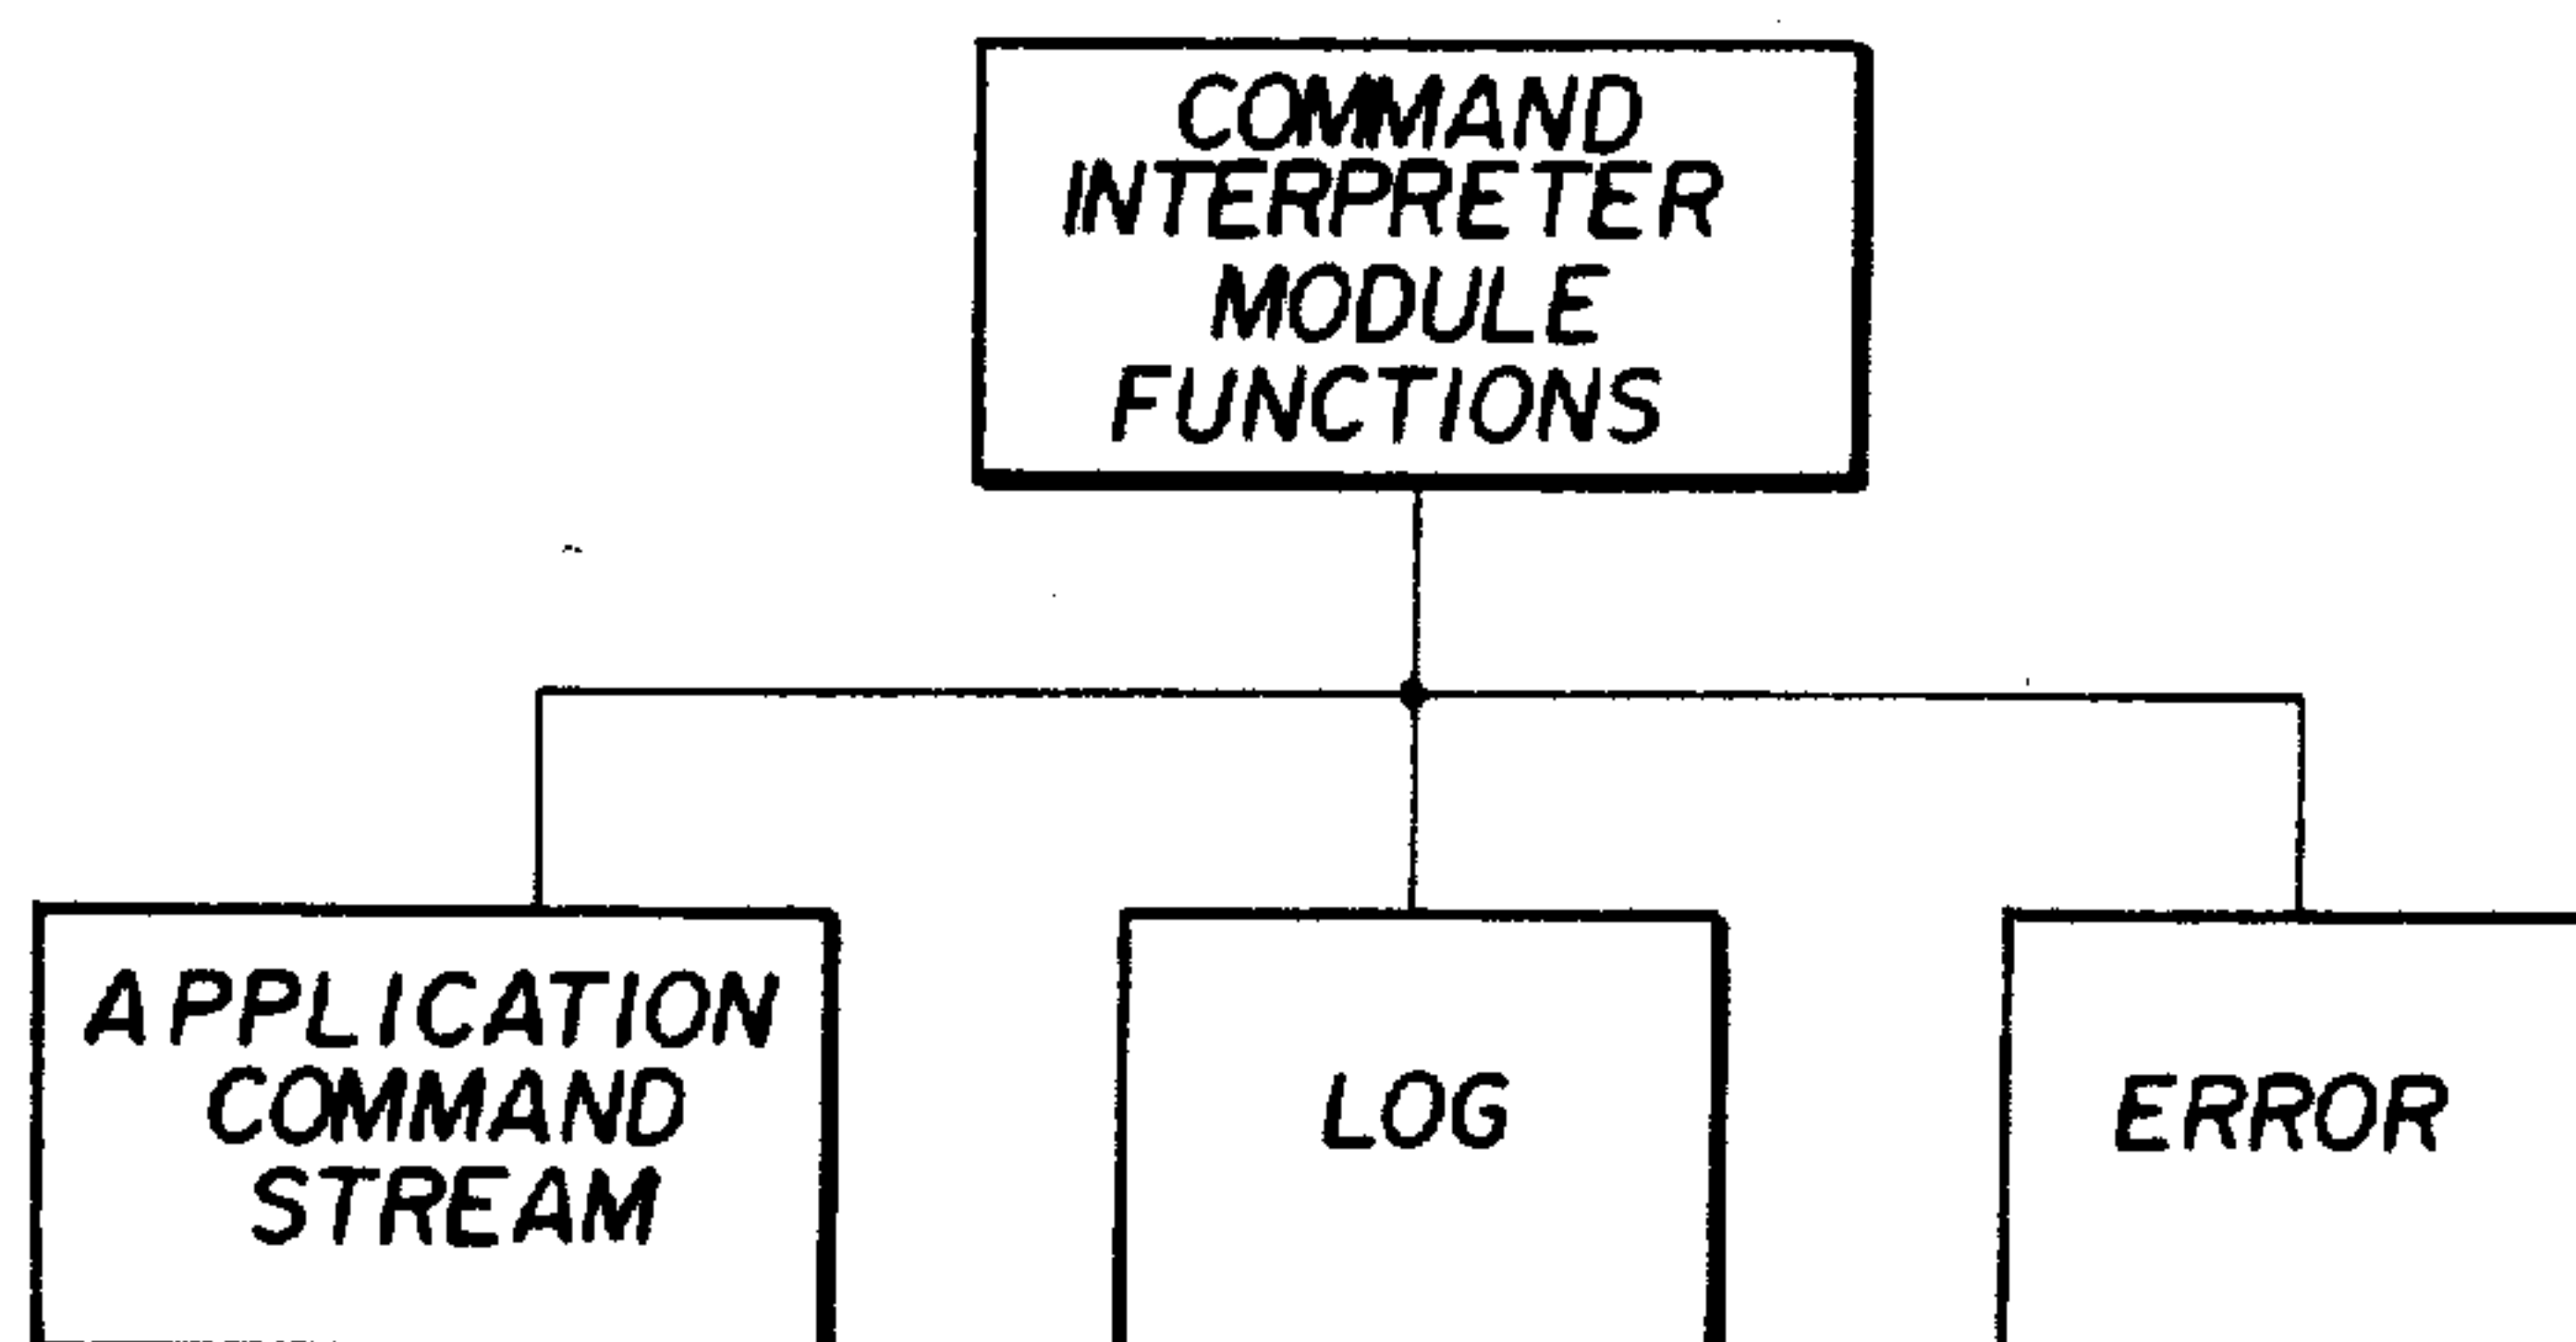 COMMAND
INTERPRETER
MODULE
FUNCTIONS
APPLICATION
COMMAND
STREAM
LOG
ERROR